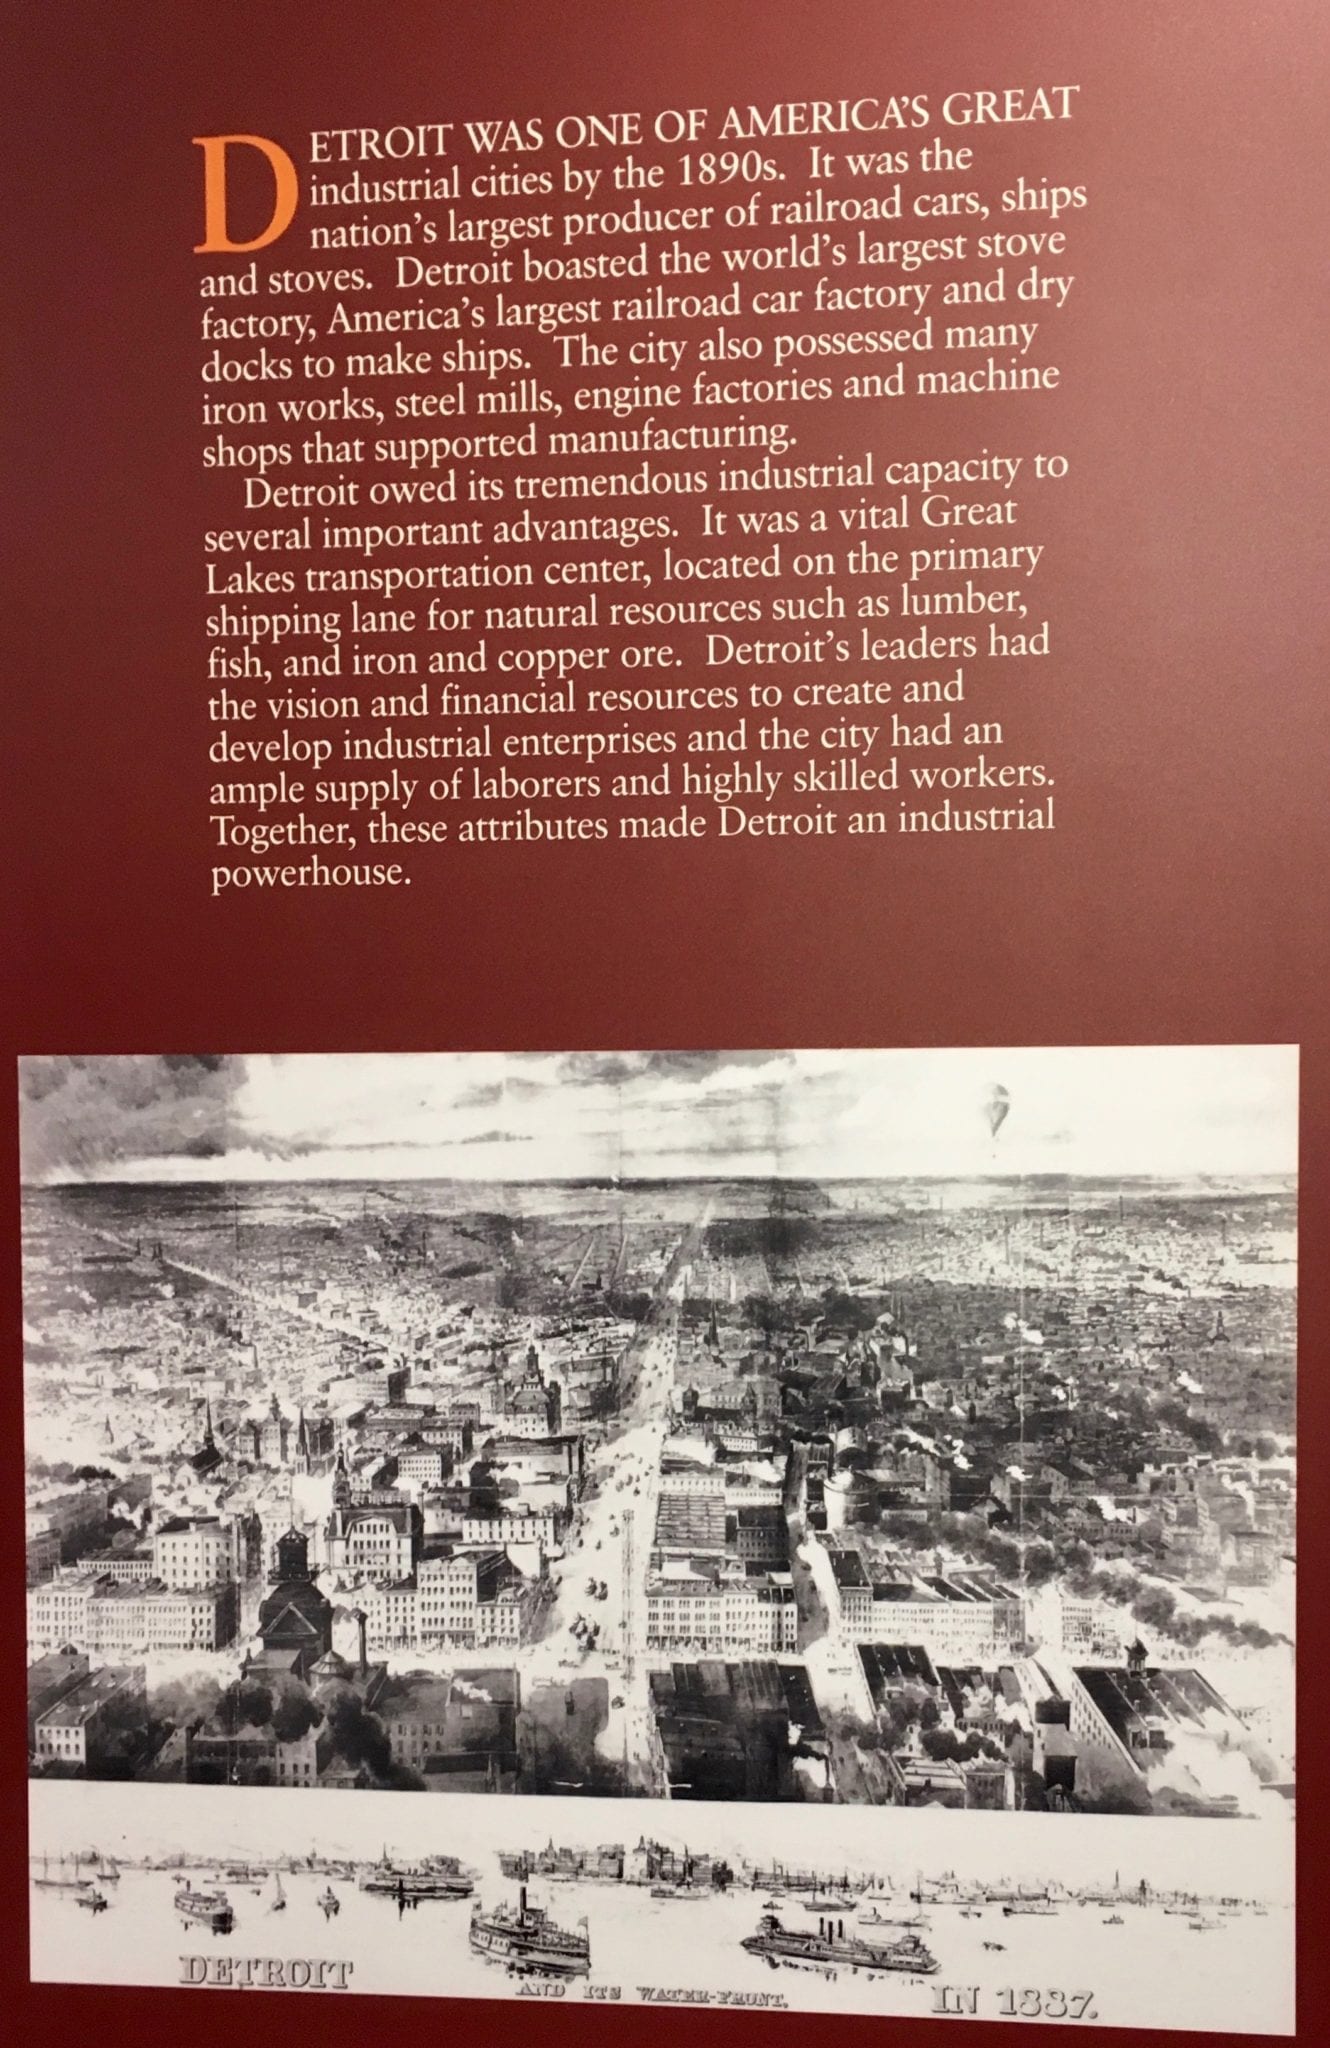 DETROIT WAS ONE OF AMERICA'S GREAT
industrial cities by the 1890s. It was the
nation's largest producer of railroad cars, ships
and stoves. Detroit boasted the world's largest stove
factory, America's largest railroad car factory and dry
docks to make ships. The city also possessed many
iron works, steel mills, engine factories and machine
shops that supported manufacturing.
Detroit owed its tremendous industrial capacity to
several important advantages. It was a vital Great
Lakes transportation center, located on the primary
shipping lane for natural resources such as lumber,
fish, and iron and copper ore. Detroit's leaders had
the vision and financial resources to create and
develop industrial enterprises and the city had an
ample supply of laborers and highly skilled workers.
Together, these attributes made Detroit an industrial
powerhouse.
DETROIT AND ITS WATER-FRONT, IN 1887.